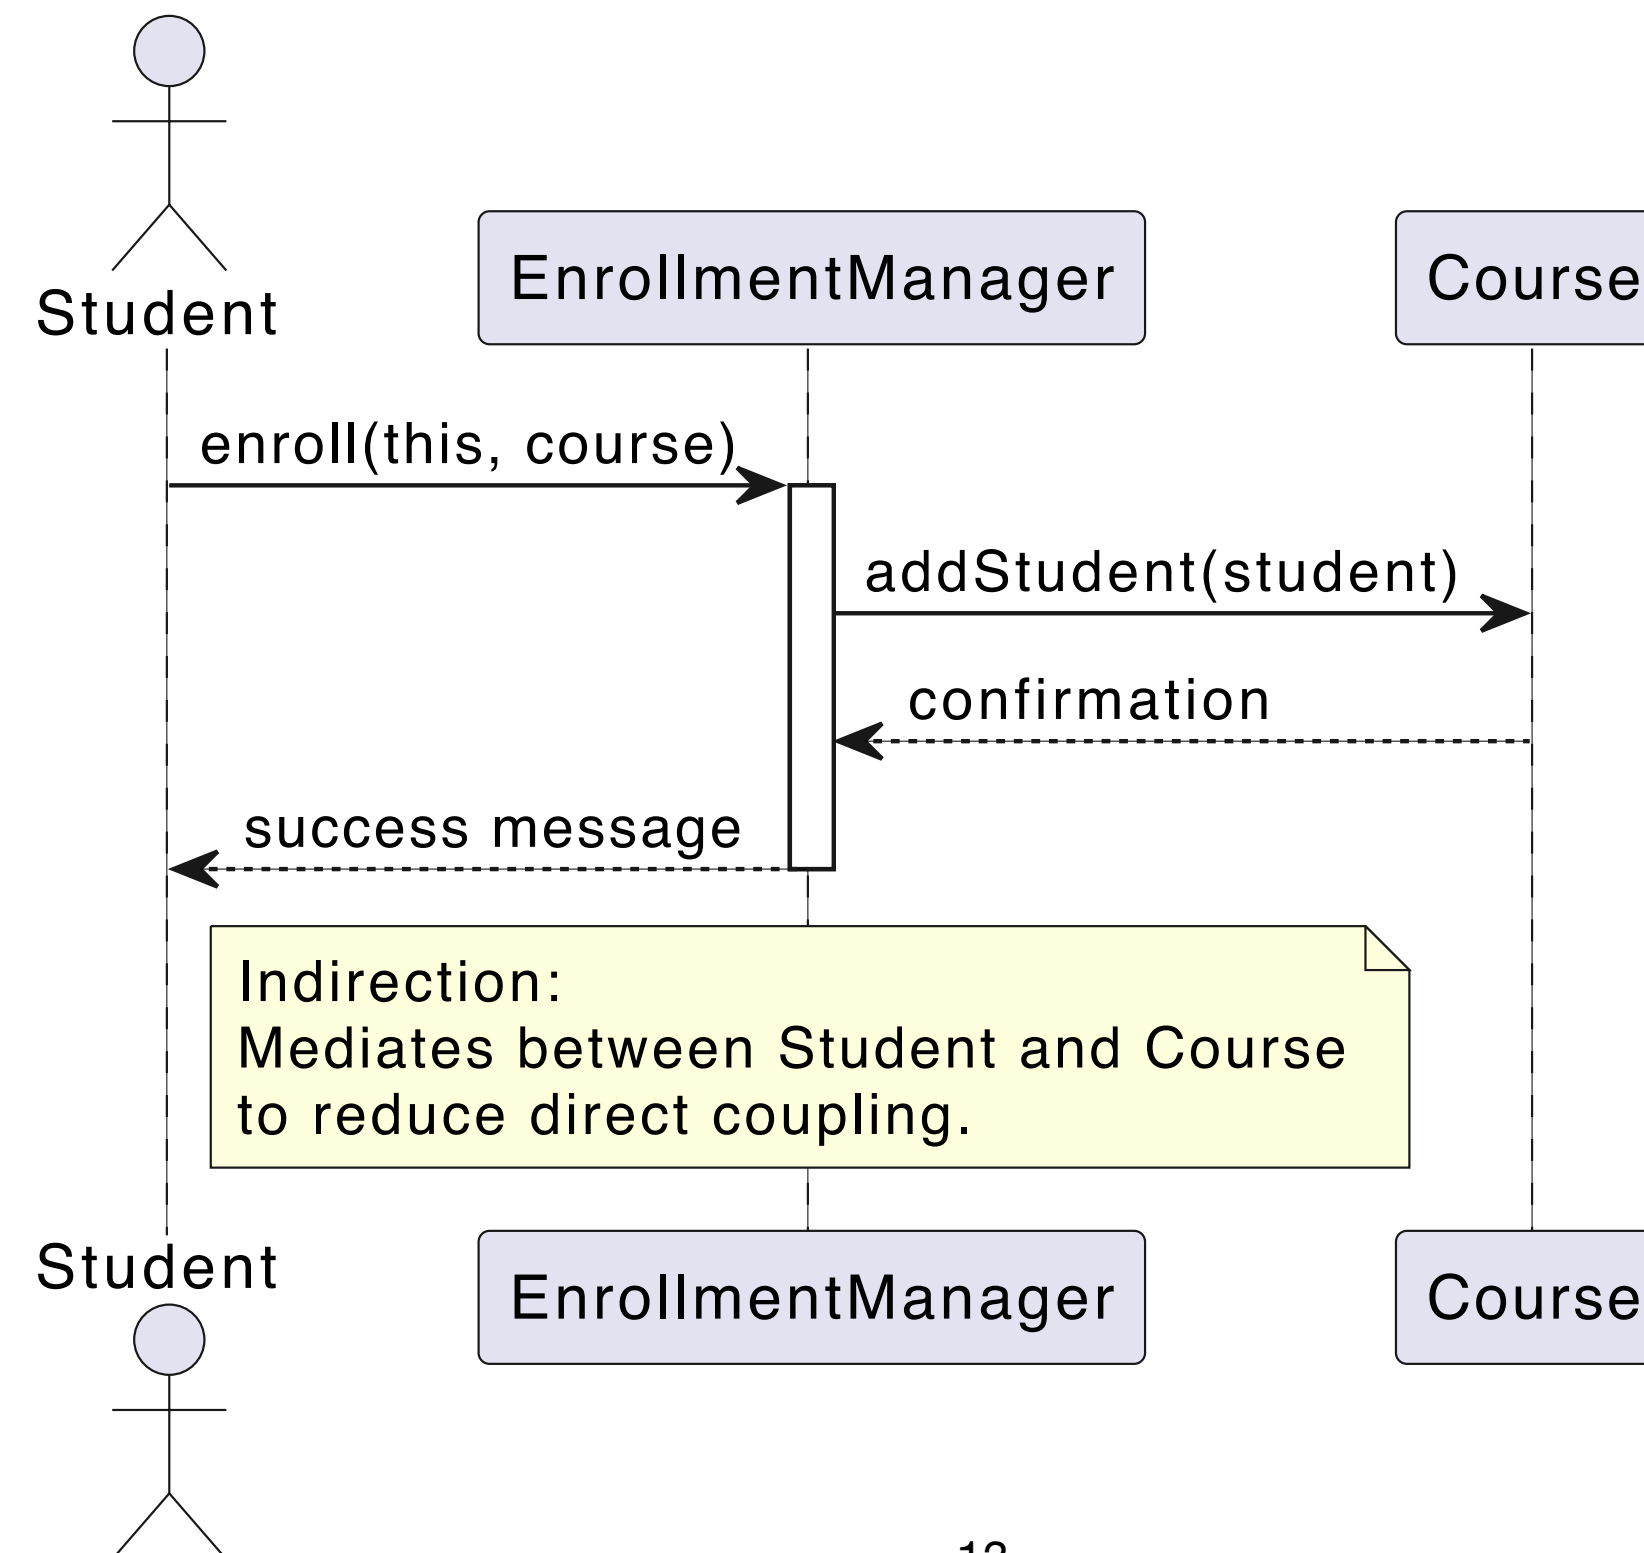 Student
EnrollmentManager
Course
enroll(this, course)
addStudent(student)
confirmation
success message
Indirection:
Mediates between Student and Course
to reduce direct coupling.
Student
EnrollmentManager
Course